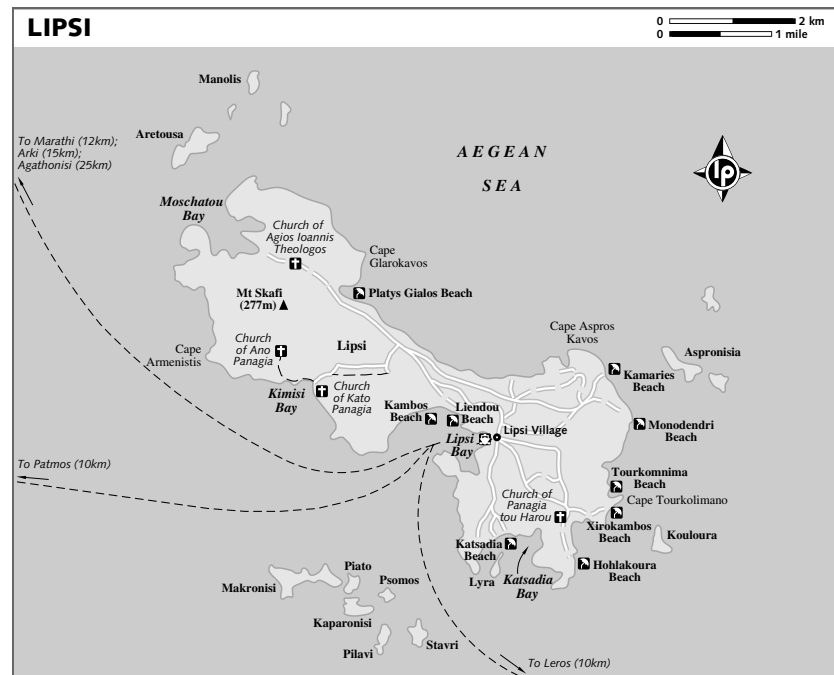 LIPSI
0 2 km
0 1 mile
Manolis
To Marathi (12km);
Arki (15km);
Agathonisi (25km)
Aretousa
AEGEAN
SEA
lp
Moschatou
Bay
Church of
Agios Ioannis
Theologos
Cape
Glarokavos
Mt Skafi
(277m)
Platys Gialos Beach
Cape
Armenistis
Church
of Ano
Panagia
Lipsi
Cape Aspros
Kavos
Aspronisia
Kamaries
Beach
Kimisi
Bay
Church
of Kato
Panagia
Kambos
Beach
Liendou
Beach
Lipsi
Bay
Lipsi Village
Monodendri
Beach
To Patmos (10km)
Tourkomnima
Beach
Cape Tourkolimano
Church of
Panagia
tou Harou
Xirokambos
Beach
Kouloura
Katsadia
Beach
Hohlakoura
Beach
Lyra
Katsadia
Bay
Makronisi
Piato
Psomos
Kaparonisi
Pilavi
Stavri
To Leros (10km)